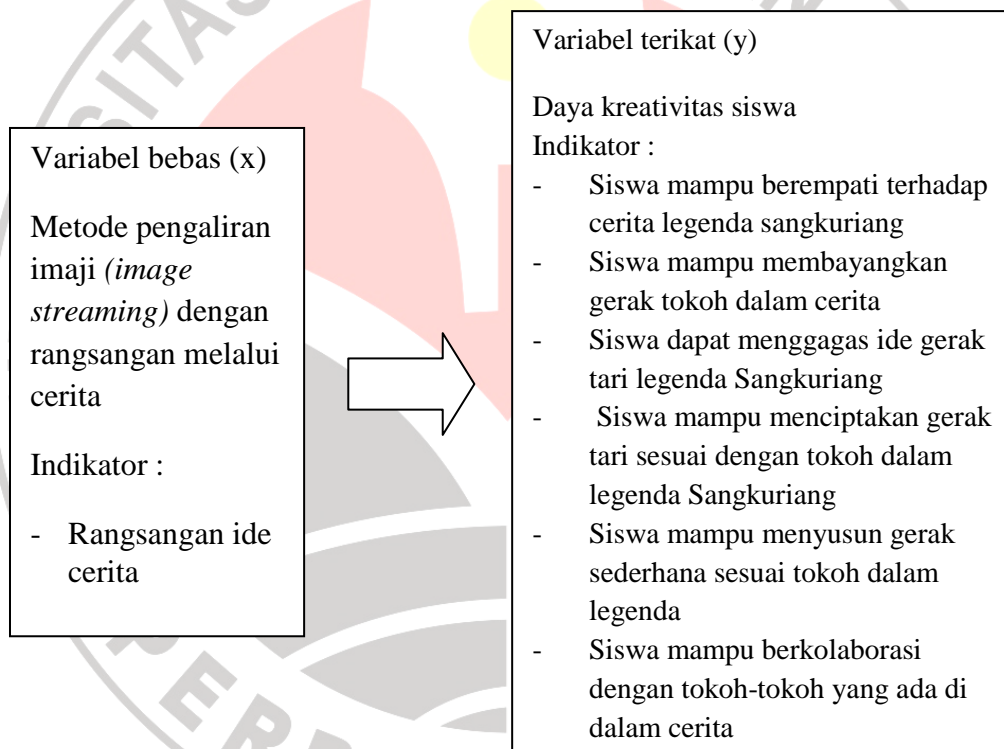 Variabel bebas (x)
Metode pengaliran
imaji (image
streaming) dengan
rangsangan melalui
cerita
Indikator :
- Rangsangan ide
cerita
Variabel terikat (y)
Daya kreativitas siswa
Indikator :
- Siswa mampu berempati terhadap
cerita legenda sangkuriang
- Siswa mampu membayangkan
gerak tokoh dalam cerita
- Siswa dapat menggagas ide gerak
tari legenda Sangkuriang
- Siswa mampu menciptakan gerak
tari sesuai dengan tokoh dalam
legenda Sangkuriang
- Siswa mampu menyusun gerak
sederhana sesuai tokoh dalam
legenda
- Siswa mampu berkolaborasi
dengan tokoh-tokoh yang ada di
dalam cerita